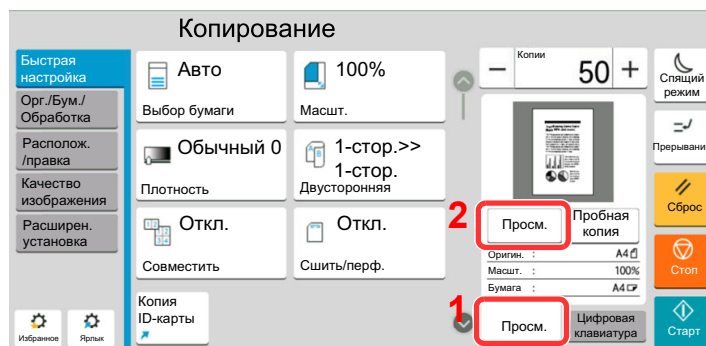 Копирование
Быстрая
настройка
Орг./Бум./
Обработка
Располож.
/правка
Качество
изображения
Расширен.
установка
Избранное
Ярлык
Авто
Выбор бумаги
100%
Масшт.
Обычный 0
Плотность
1-стор.>>
1-стор.
Двусторонняя
Откл.
Совместить
Откл.
Сшить/перф.
Копия
ID-карты
Копии
50
2
Просм.
Пробная
копия
Оригин. : A4
Масшт. : 100%
Бумага : A4
1
Просм.
Цифровая
клавиатура
Спящий
режим
Прерывани
Сброс
Стоп
Старт